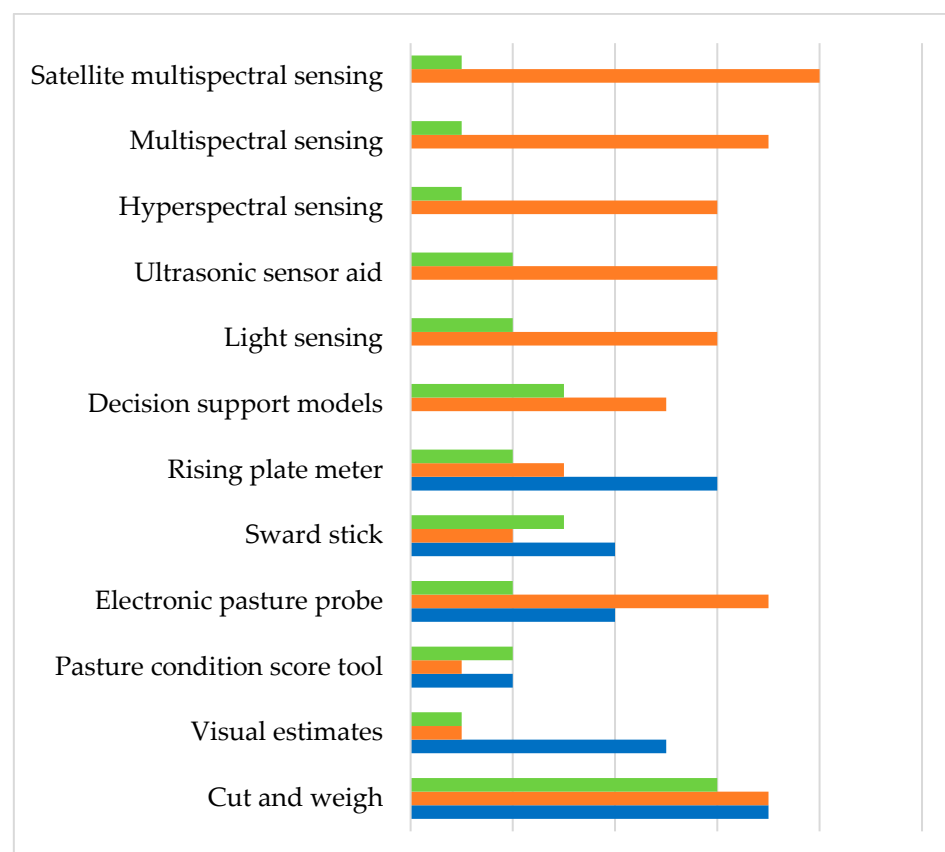 Satellite multispectral sensing
Multispectral sensing
Hyperspectral sensing
Ultrasonic sensor aid
Light sensing
Decision support models
Rising plate meter
Sward stick
Electronic pasture probe
Pasture condition score tool
Visual estimates
Cut and weigh